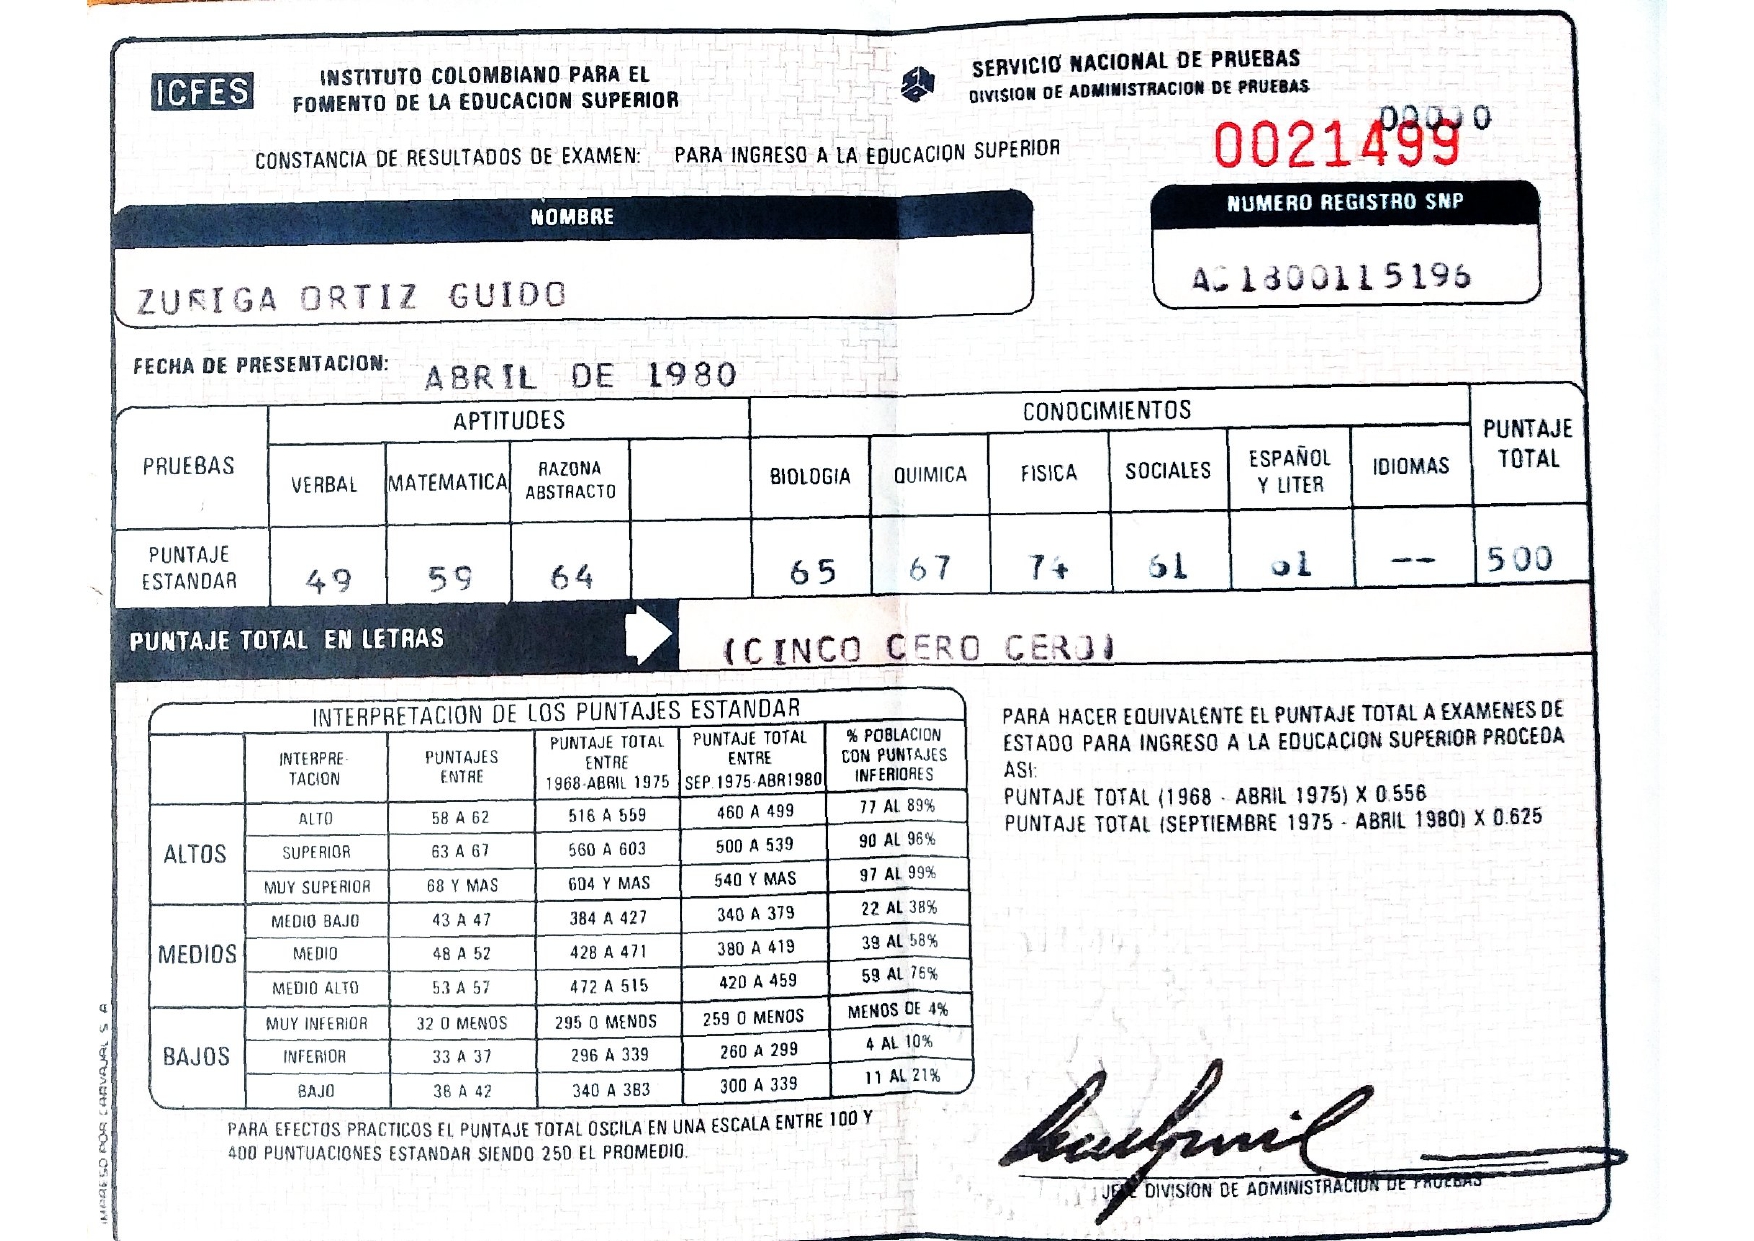 ICFES
INSTITUTO COLOMBIANO PARA EL
FOMENTO DE LA EDUCACION SUPERIOR
SERVICIO NACIONAL DE PRUEBAS
DIVISION DE ADMINISTRACION DE PRUEBAS
0021499
CONSTANCIA DE RESULTADOS DE EXAMEN: PARA INGRESO A LA EDUCACION SUPERIOR
NOMBRE
NUMERO REGISTRO SNP
ORTIZ GUIDO
FECHA DE PRESENTACION: ABRIL DE 1980
PRUEBAS
APTITUDES
CONOCIMIENTOS
PUNTAJE
TOTAL
VERBAL MATEMATICA RAZONA
ABSTRACTO
BIOLOGIA QUIMICA FISICA SOCIALES ESPAÑOL
Y LITER
IDIOMAS
PUNTAJE
ESTANDAR
49 59 64 65 67 61 -- 500
PUNTAJE TOTAL EN LETRAS
(CINCO CERO CERO)
INTERPRETACION DE LOS PUNTAJES ESTANDAR
INTERPRE-
TACION
PUNTAJES
ENTRE
PUNTAJE TOTAL
ENTRE
1968-ABRIL 1975
PUNTAJE TOTAL
ENTRE
SEP.1975-ABR1980
% POBLACION
CON PUNTAJES
INFERIORES
ALTOS
ALTO 58 A 62 516 A 559 460 A 499 77 AL 89%
SUPERIOR 63 A 67 560 A 603 500 A 539 90 AL 96%
MUY SUPERIOR 68 Y MAS 604 Y MAS 540 Y MAS 97 AL 99%
MEDIOS
MEDIO BAJO 43 A 47 384 A 427 340 A 379 22 AL 38%
MEDIO 48 A 52 428 A 471 380 A 419 39 AL 58%
MEDIO ALTO 53 A 57 472 A 515 420 A 459 59 AL 76%
BAJOS
MUY INFERIOR 32 O MENOS 295 O MENOS 259 O MENOS MENOS DE 4%
INFERIOR 33 A 37 296 A 339 260 A 299 4 AL 10%
BAJO 38 A 42 340 A 383 300 A 339 11 AL 21%
PARA EFECTOS PRACTICOS EL PUNTAJE TOTAL OSCILA EN UNA ESCALA ENTRE 100 Y
400 PUNTUACIONES ESTANDAR SIENDO 250 EL PROMEDIO.
PARA HACER EQUIVALENTE EL PUNTAJE TOTAL A EXAMENES DE
ESTADO PARA INGRESO A LA EDUCACION SUPERIOR PROCEDA
ASI:
PUNTAJE TOTAL (1968 - ABRIL 1975) X 0.556
PUNTAJE TOTAL (SEPTIEMBRE 1975 - ABRIL 1980) X 0.625
JEFE DIVISION DE ADMINISTRACION DE PRUEBAS
IMPRESO POR CARVAJAL S A